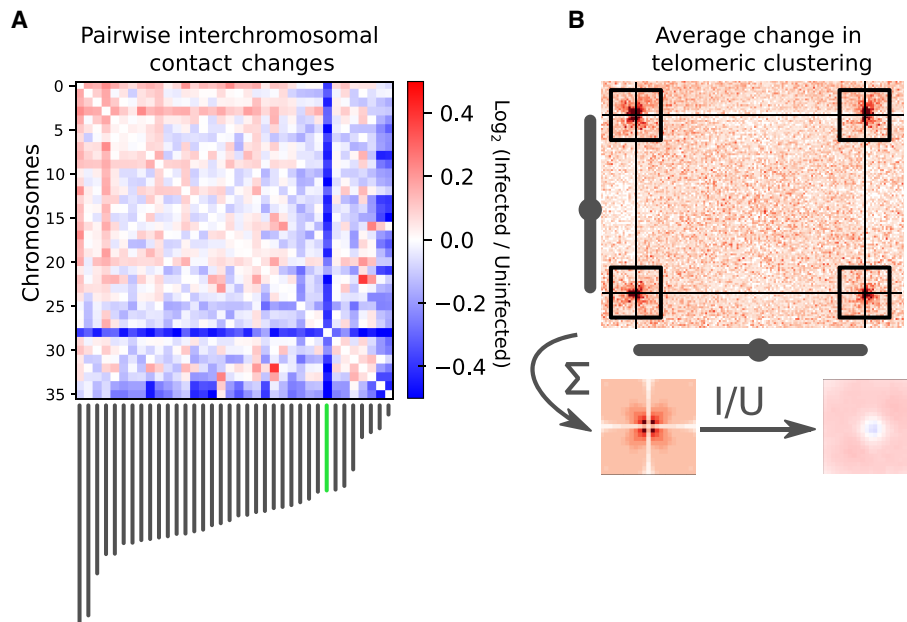 A
Pairwise interchromosomal
contact changes
0
5
10
15
20
25
30
35
Chromosomes
0.4
0.2
0.0
−0.2
−0.4
Log2 (Infected / Uninfected)
B
Average change in
telomeric clustering
Σ
I/U